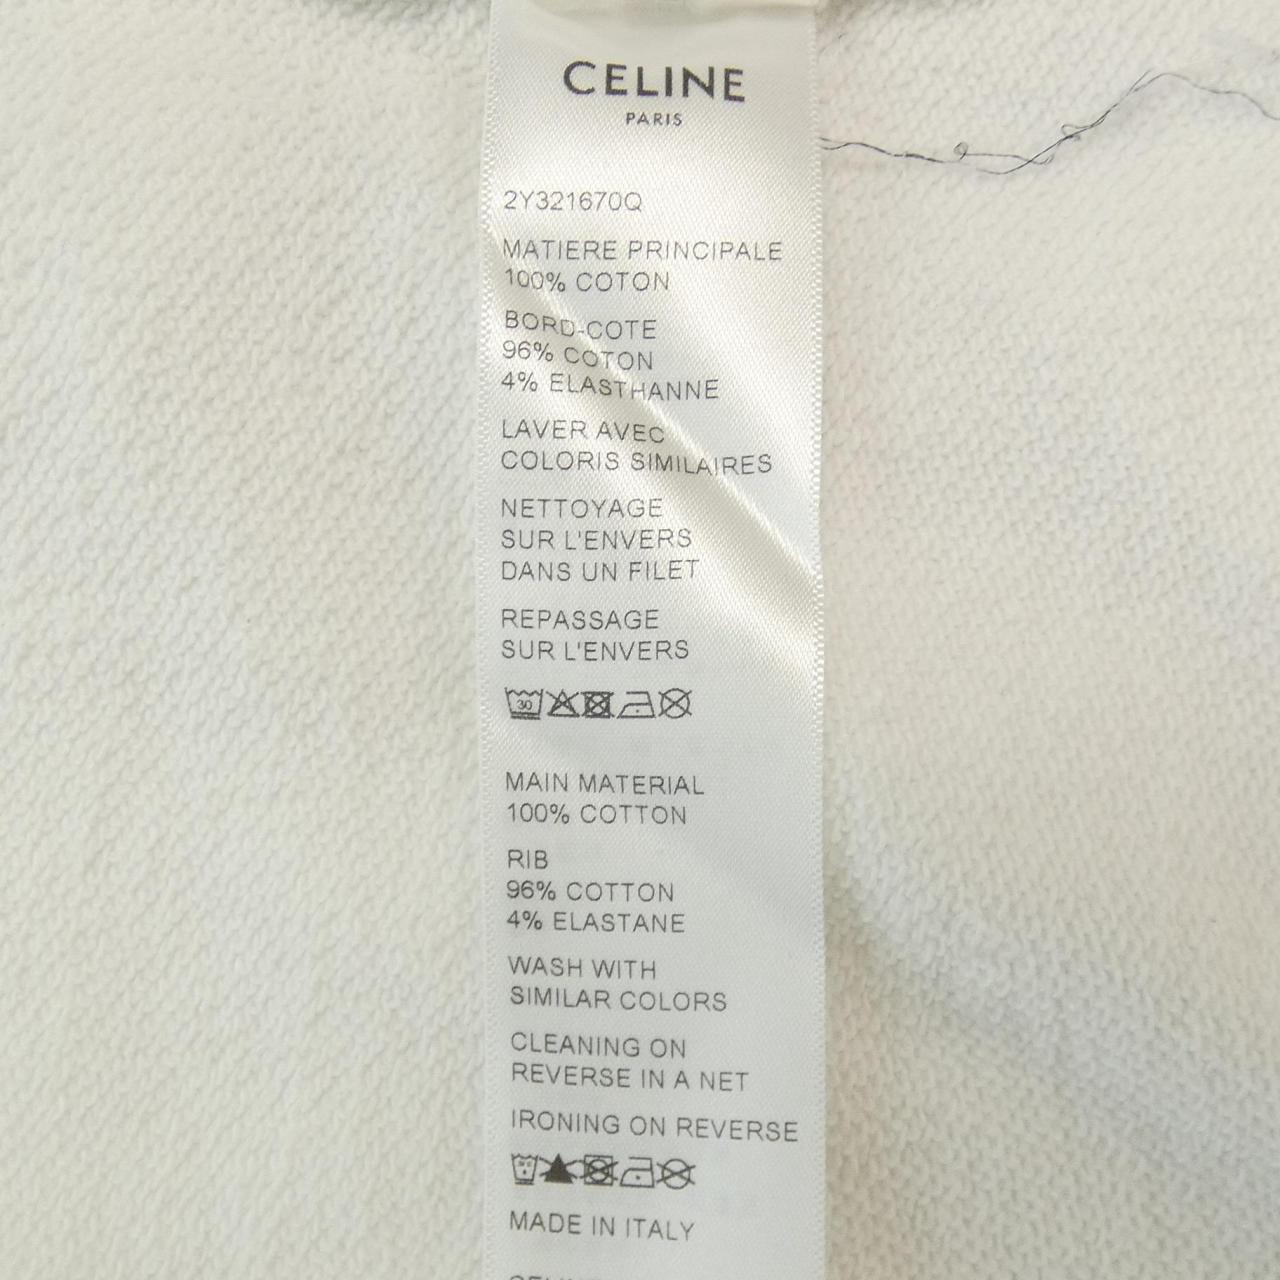 CELINE
PARIS
2Y321670Q
MATIERE PRINCIPALE
100% COTON
BORD-COTE
96% COTON
4% ELASTHANNE
LAVER AVEC
COLORIS SIMILAIRES
NETTOYAGE
SUR L'ENVERS
DANS UN FILET
REPASSAGE
SUR L'ENVERS
30
MAIN MATERIAL
100% COTTON
RIB
96% COTTON
4% ELASTANE
WASH WITH
SIMILAR COLORS
CLEANING ON
REVERSE IN A NET
IRONING ON REVERSE
MADE IN ITALY